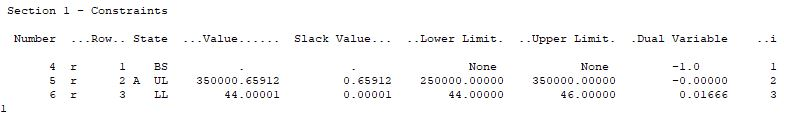 Section 1 - Constraints
Number ...Row.. State ...Value...... Slack Value... ..Lower Limit. ..Upper Limit. .Dual Variable ..i
4 r 1 BS . . None None -1.0 1
5 r 2 A UL 350000.65912 0.65912 250000.00000 350000.00000 -0.00000 2
6 r 3 LL 44.00001 0.00001 44.00000 46.00000 0.01666 3
1